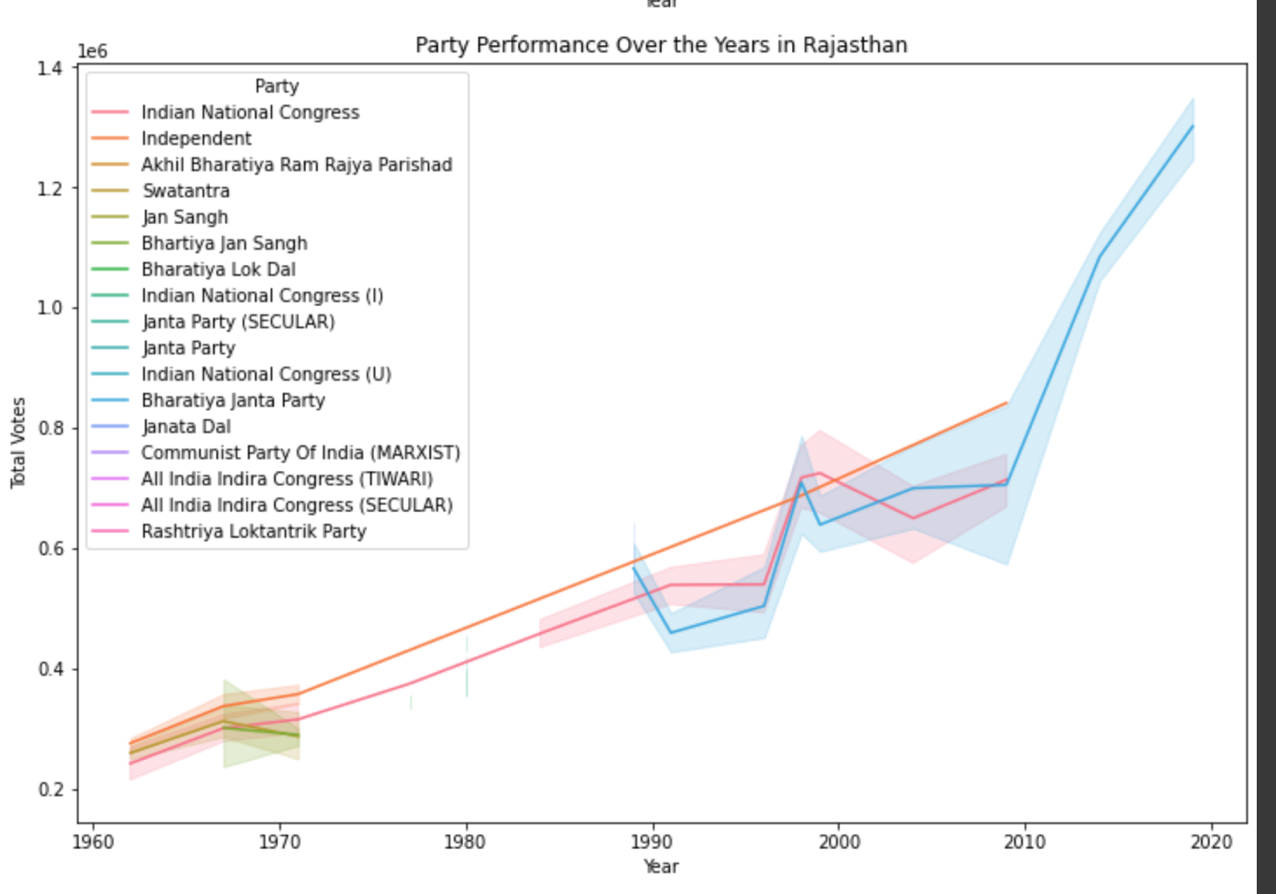 Year
Party Performance Over the Years in Rajasthan
1e6
1.4
1.2
1.0
0.8
0.6
0.4
0.2
Total Votes
Party
Indian National Congress
Independent
Akhil Bharatiya Ram Rajya Parishad
Swatantra
Jan Sangh
Bhartiya Jan Sangh
Bharatiya Lok Dal
Indian National Congress (I)
Janta Party (SECULAR)
Janta Party
Indian National Congress (U)
Bharatiya Janta Party
Janata Dal
Communist Party Of India (MARXIST)
All India Indira Congress (TIWARI)
All India Indira Congress (SECULAR)
Rashtriya Loktantrik Party
1960 1970 1980 1990 2000 2010 2020
Year